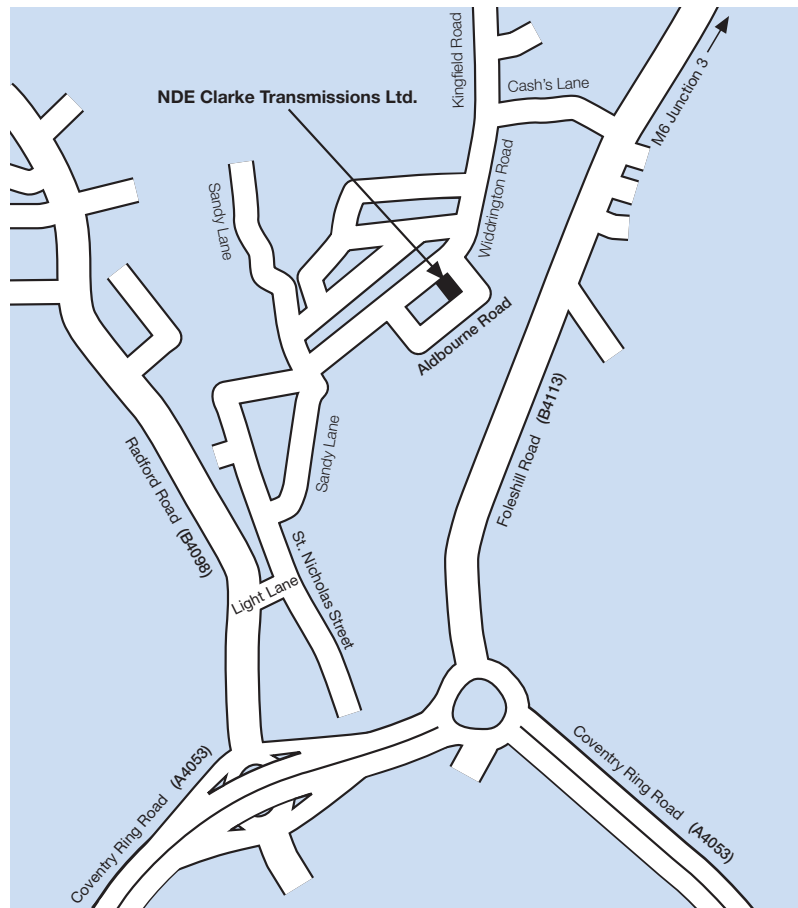 Kingfield Road
M6 Junction 3
Cash's Lane
NDE Clarke Transmissions Ltd.
Sandy Lane
Widdrington Road
Aldbourne Road
Foleshill Road (B4113)
Sandy Lane
Radford Road (B4098)
St. Nicholas Street
Light Lane
Coventry Ring Road (A4053)
Coventry Ring Road (A4053)